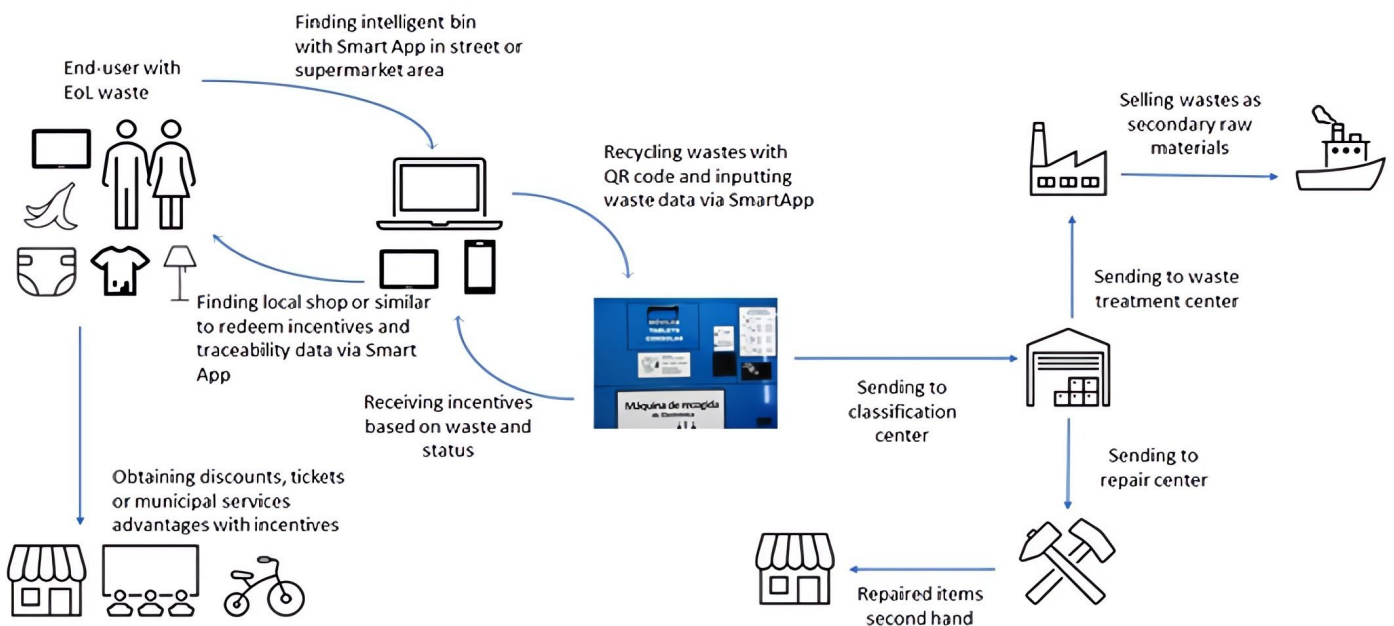 Finding intelligent bin
with Smart App in street or
supermarket area
End-user with
EoL waste
Recycling wastes with
QR code and inputting
waste data via SmartApp
Selling wastes as
secondary raw
materials
Finding local shop or similar
to redeem incentives and
traceability data via Smart
App
Receiving incentives
based on waste and
status
MÓVILES
TABLETS
CONSOLAS
Máquina de recogida
de Electrónica
Sending to
classification
center
Sending to waste
treatment center
Sending to
repair center
Obtaining discounts, tickets
or municipal services
advantages with incentives
Repaired items
second hand